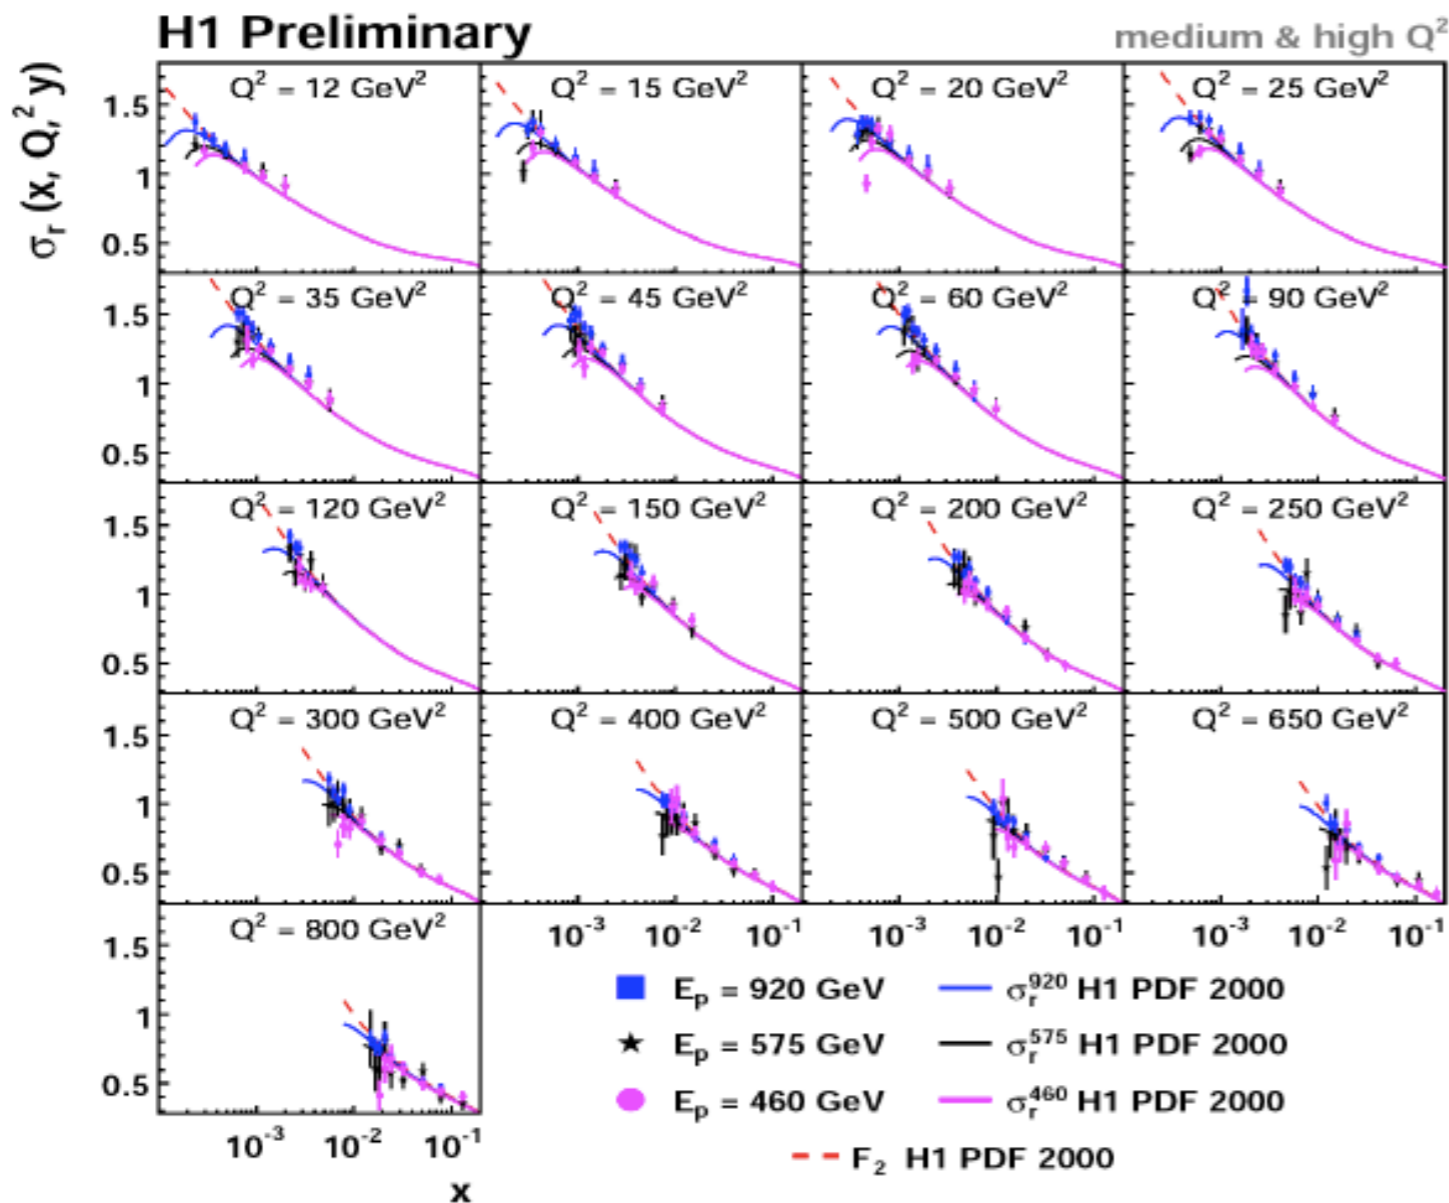 H1 Preliminary
medium & high Q²
σr (x, Q,² y)
Q² = 12 GeV²
Q² = 15 GeV²
Q² = 20 GeV²
Q² = 25 GeV²
1.5
1
0.5
Q² = 35 GeV²
Q² = 45 GeV²
Q² = 60 GeV²
Q² = 90 GeV²
1.5
1
0.5
Q² = 120 GeV²
Q² = 150 GeV²
Q² = 200 GeV²
Q² = 250 GeV²
1.5
1
0.5
Q² = 300 GeV²
Q² = 400 GeV²
Q² = 500 GeV²
Q² = 650 GeV²
1.5
1
0.5
Q² = 800 GeV²
10⁻³ 10⁻² 10⁻¹
10⁻³ 10⁻² 10⁻¹
10⁻³ 10⁻² 10⁻¹
1.5
1
0.5
10⁻³ 10⁻² 10⁻¹
x
Ep = 920 GeV
σr⁹²⁰ H1 PDF 2000
Ep = 575 GeV
σr⁵⁷⁵ H1 PDF 2000
Ep = 460 GeV
σr⁴⁶⁰ H1 PDF 2000
F₂ H1 PDF 2000